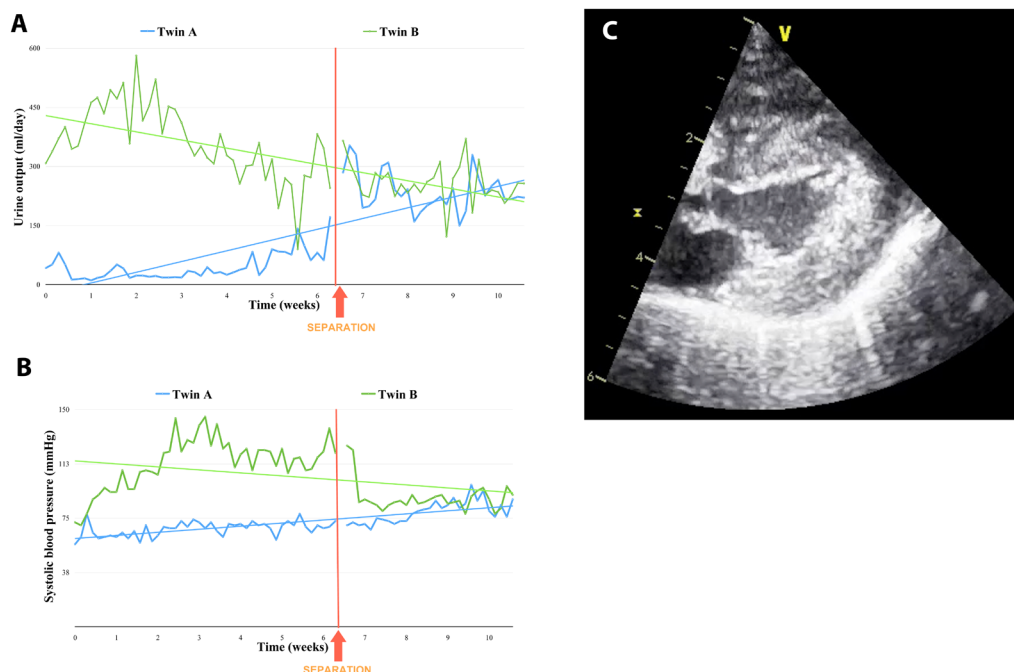 A
Twin A Twin B
600
450
300
150
0
Urine output (ml/day)
0 1 2 3 4 5 6 7 8 9 10
Time (weeks)
SEPARATION
B
Twin A Twin B
150
113
75
38
Systolic blood pressure (mmHg)
0 1 2 3 4 5 6 7 8 9 10
Time (weeks)
SEPARATION
C
V
2
4
6